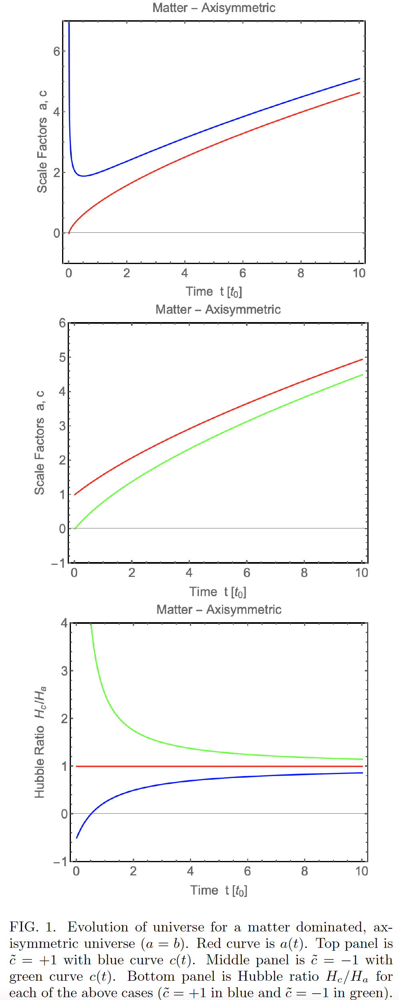 Matter – Axisymmetric
6
4
2
0
Scale Factors a, c
0 2 4 6 8 10
Time t [t₀]
Matter – Axisymmetric
6
5
4
3
2
1
0
−1
Scale Factors a, c
0 2 4 6 8 10
Time t [t₀]
Matter – Axisymmetric
4
3
2
1
0
−1
Hubble Ratio H_c/H_a
0 2 4 6 8 10
Time t [t₀]
FIG. 1. Evolution of universe for a matter dominated, ax-
isymmetric universe (a = b). Red curve is a(t). Top panel is
c̃ = +1 with blue curve c(t). Middle panel is c̃ = −1 with
green curve c(t). Bottom panel is Hubble ratio H_c/H_a for
each of the above cases (c̃ = +1 in blue and c̃ = −1 in green).